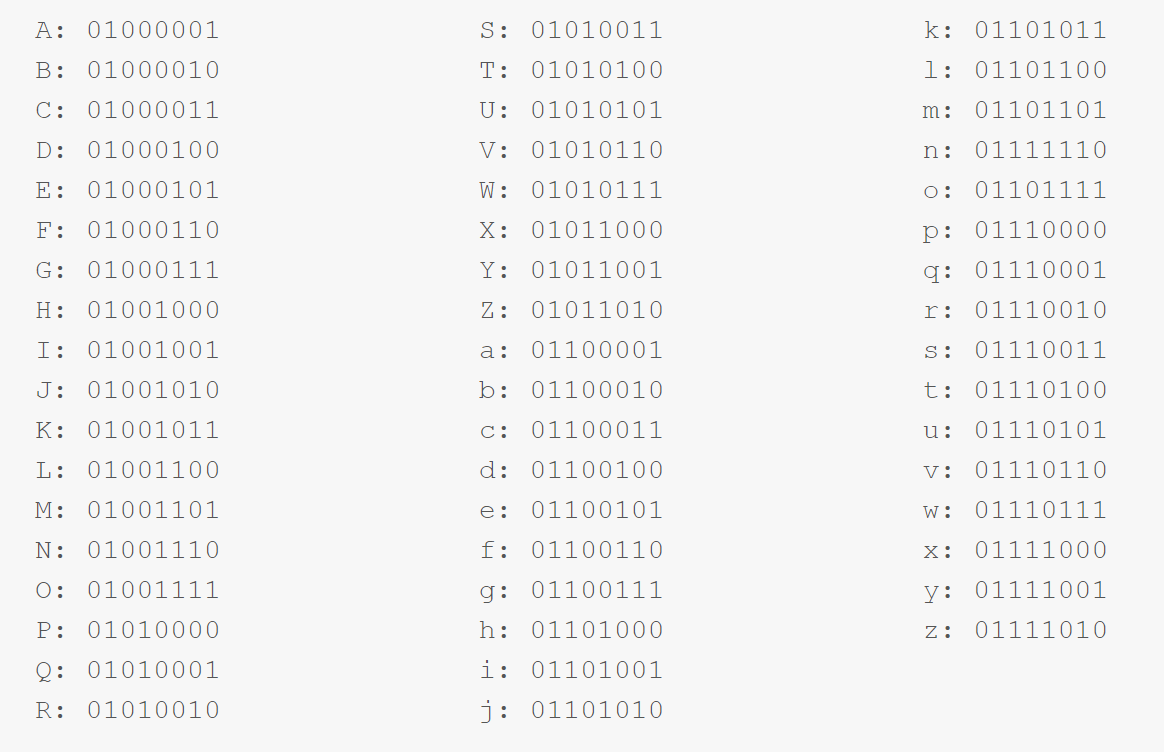 A: 01000001
B: 01000010
C: 01000011
D: 01000100
E: 01000101
F: 01000110
G: 01000111
H: 01001000
I: 01001001
J: 01001010
K: 01001011
L: 01001100
M: 01001101
N: 01001110
O: 01001111
P: 01010000
Q: 01010001
R: 01010010
S: 01010011
T: 01010100
U: 01010101
V: 01010110
W: 01010111
X: 01011000
Y: 01011001
Z: 01011010
a: 01100001
b: 01100010
c: 01100011
d: 01100100
e: 01100101
f: 01100110
g: 01100111
h: 01101000
i: 01101001
j: 01101010
k: 01101011
l: 01101100
m: 01101101
n: 01111110
o: 01101111
p: 01110000
q: 01110001
r: 01110010
s: 01110011
t: 01110100
u: 01110101
v: 01110110
w: 01110111
x: 01111000
y: 01111001
z: 01111010